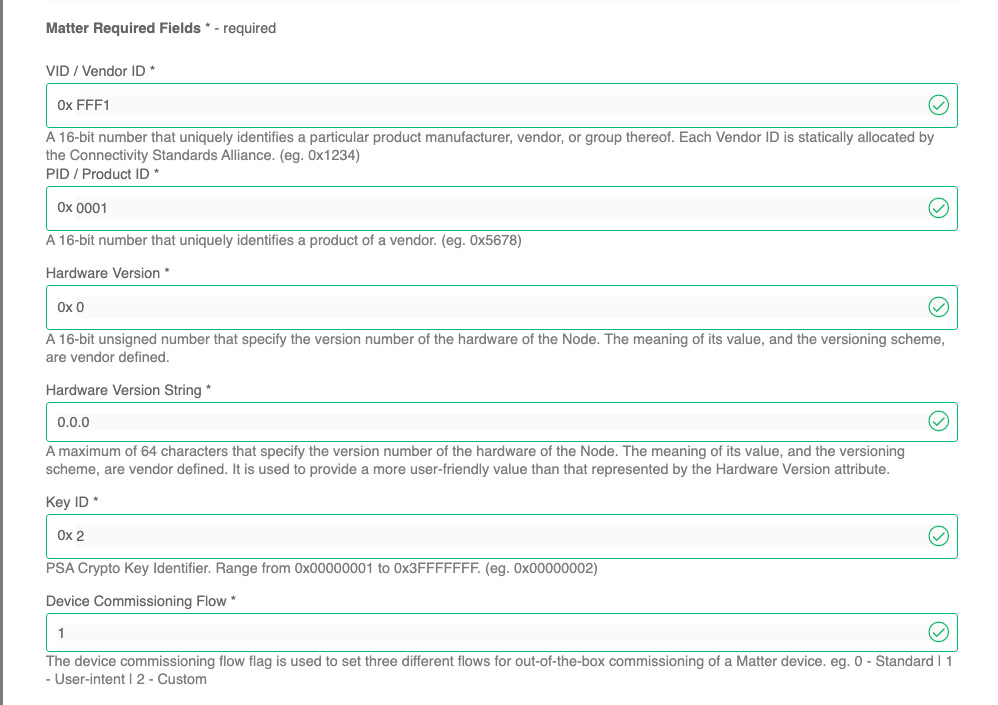 Matter Required Fields * - required
VID / Vendor ID *
0x FFF1
A 16-bit number that uniquely identifies a particular product manufacturer, vendor, or group thereof. Each Vendor ID is statically allocated by
the Connectivity Standards Alliance. (eg. 0x1234)
PID / Product ID *
0x 0001
A 16-bit number that uniquely identifies a product of a vendor. (eg. 0x5678)
Hardware Version *
0x 0
A 16-bit unsigned number that specify the version number of the hardware of the Node. The meaning of its value, and the versioning scheme,
are vendor defined.
Hardware Version String *
0.0.0
A maximum of 64 characters that specify the version number of the hardware of the Node. The meaning of its value, and the versioning
scheme, are vendor defined. It is used to provide a more user-friendly value than that represented by the Hardware Version attribute.
Key ID *
0x 2
PSA Crypto Key Identifier. Range from 0x00000001 to 0x3FFFFFFF. (eg. 0x00000002)
Device Commissioning Flow *
1
The device commissioning flow flag is used to set three different flows for out-of-the-box commissioning of a Matter device. eg. 0 - Standard | 1
- User-intent | 2 - Custom